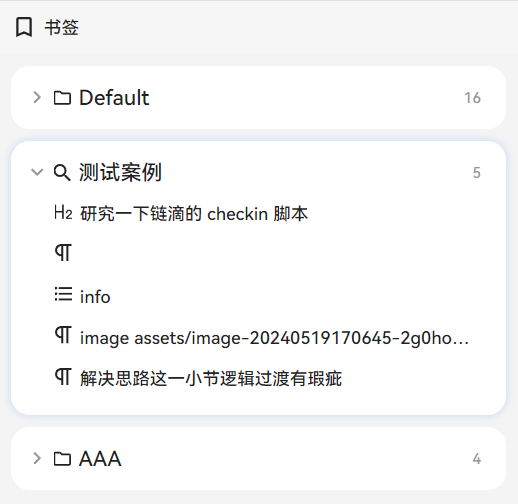 书签
Default 16
测试案例 5
H2 研究一下链滴的 checkin 脚本
info
image assets/image-20240519170645-2g0ho...
解决思路这一小节逻辑过渡有瑕疵
AAA 4